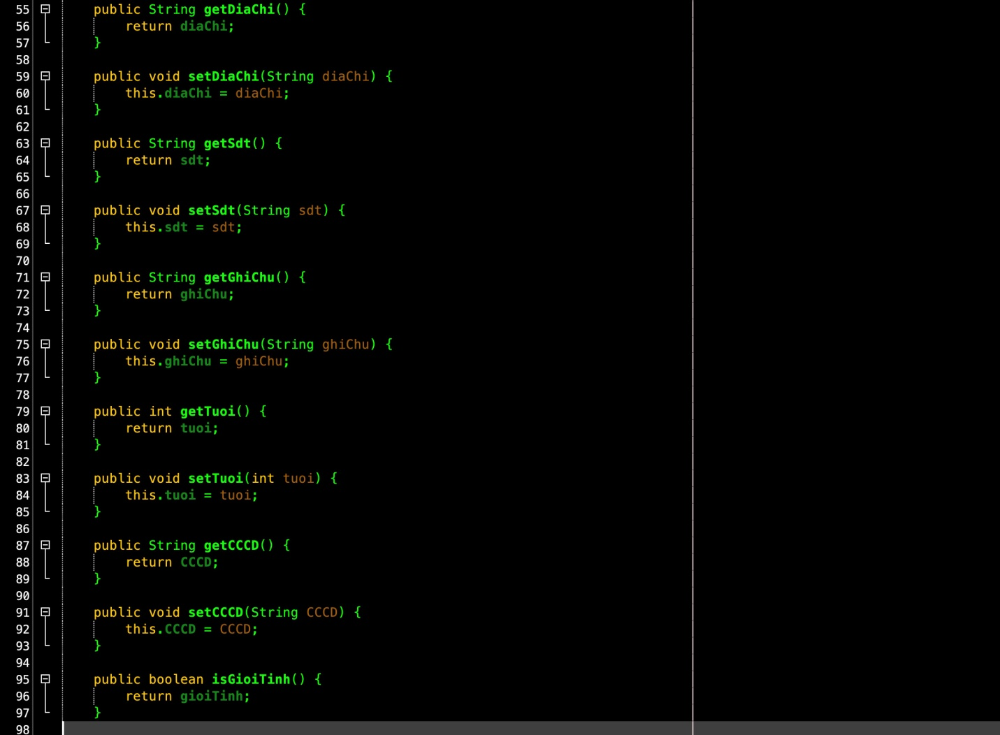 55 public String getDiaChi() {
56 return diaChi;
57 }
58
59 public void setDiaChi(String diaChi) {
60 this.diaChi = diaChi;
61 }
62
63 public String getSdt() {
64 return sdt;
65 }
66
67 public void setSdt(String sdt) {
68 this.sdt = sdt;
69 }
70
71 public String getGhiChu() {
72 return ghiChu;
73 }
74
75 public void setGhiChu(String ghiChu) {
76 this.ghiChu = ghiChu;
77 }
78
79 public int getTuoi() {
80 return tuoi;
81 }
82
83 public void setTuoi(int tuoi) {
84 this.tuoi = tuoi;
85 }
86
87 public String getCCCD() {
88 return CCCD;
89 }
90
91 public void setCCCD(String CCCD) {
92 this.CCCD = CCCD;
93 }
94
95 public boolean isGioiTinh() {
96 return gioiTinh;
97 }
98